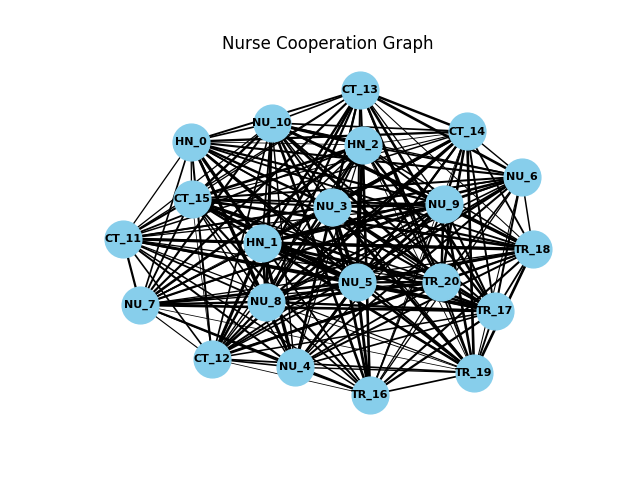 Nurse Cooperation Graph
CT_13
NU_10
CT_14
HN_0
HN_2
NU_6
CT_15
NU_3
NU_9
CT_11
HN_1
TR_18
NU_5
TR_20
NU_7
NU_8
TR_17
CT_12
NU_4
TR_19
TR_16